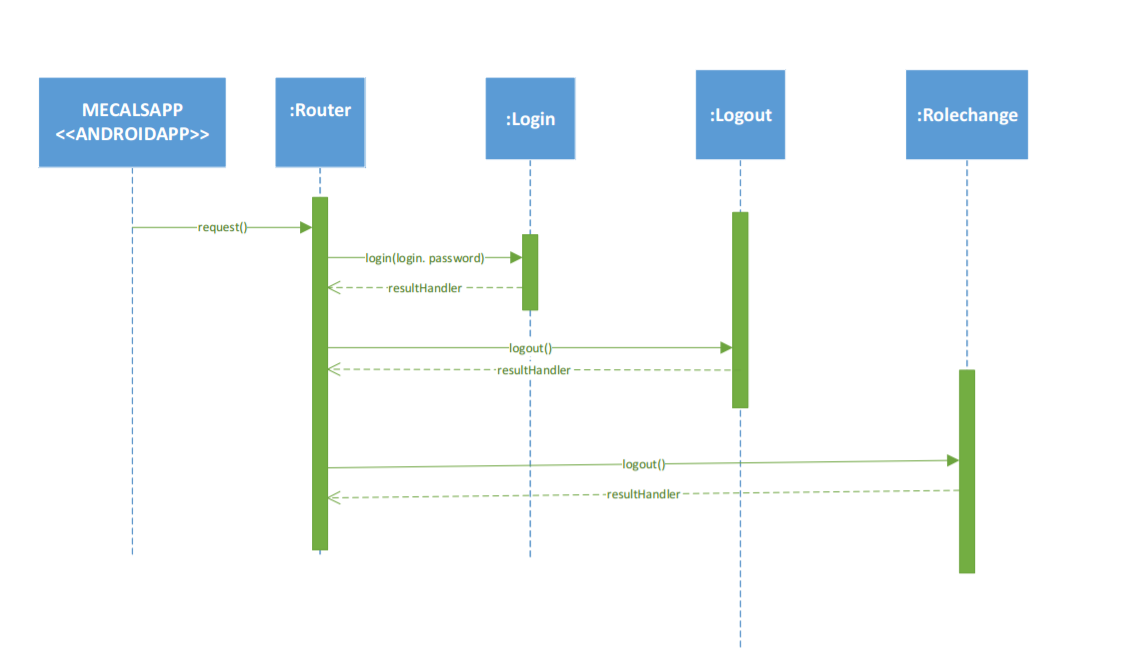 MECALSAPP
<<ANDROIDAPP>>
:Router
:Login
:Logout
:Rolechange
request()
login(login. password)
resultHandler
logout()
resultHandler
logout()
resultHandler